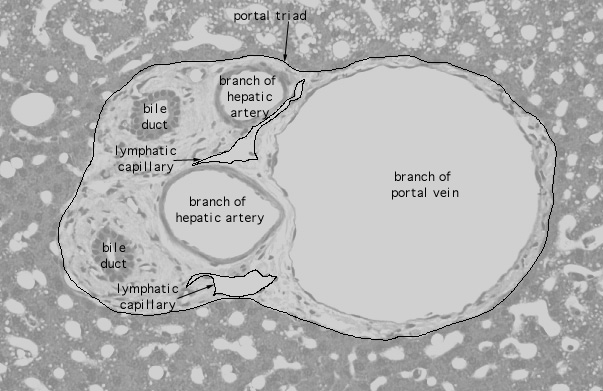 portal triad
branch of
hepatic
artery
bile
duct
lymphatic
capillary
branch of
portal vein
branch of
hepatic artery
bile
duct
lymphatic
capillary